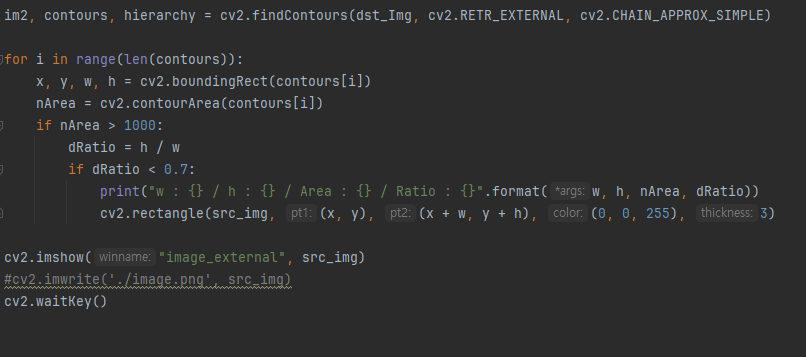 im2, contours, hierarchy = cv2.findContours(dst_Img, cv2.RETR_EXTERNAL, cv2.CHAIN_APPROX_SIMPLE)

for i in range(len(contours)):
    x, y, w, h = cv2.boundingRect(contours[i])
    nArea = cv2.contourArea(contours[i])
    if nArea > 1000:
        dRatio = h / w
        if dRatio < 0.7:
            print("w : {} / h : {} / Area : {} / Ratio : {}".format( *args: w, h, nArea, dRatio))
            cv2.rectangle(src_img, pt1: (x, y), pt2: (x + w, y + h), color: (0, 0, 255), thickness: 3)

cv2.imshow( winname: "image_external", src_img)
#cv2.imwrite('./image.png', src_img)
cv2.waitKey()